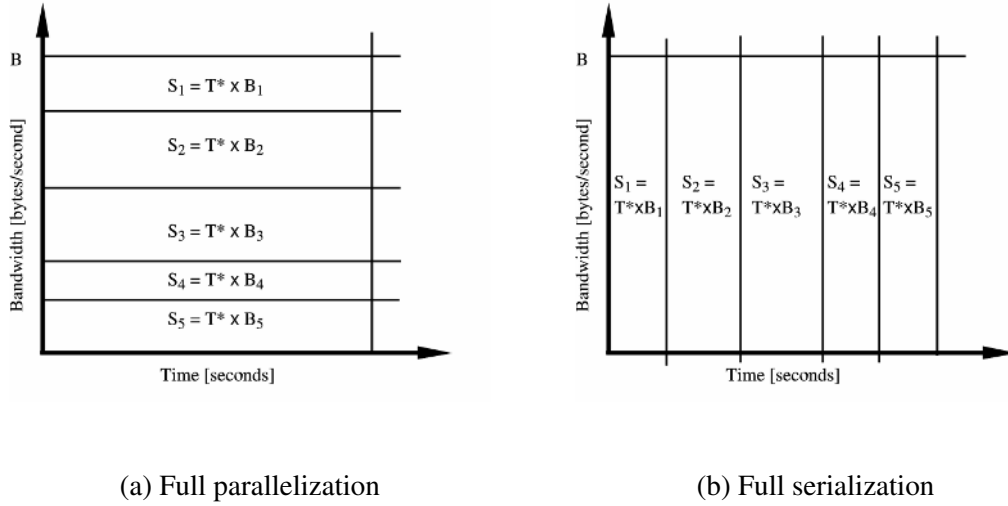 B
S₁ = T* x B₁
S₂ = T* x B₂
S₃ = T* x B₃
S₄ = T* x B₄
S₅ = T* x B₅
Bandwidth [bytes/second]
Time [seconds]
(a) Full parallelization
B
S₁ =
T*xB₁
S₂ =
T*xB₂
S₃ =
T*xB₃
S₄ =
T*xB₄
S₅ =
T*xB₅
Bandwidth [bytes/second]
Time [seconds]
(b) Full serialization